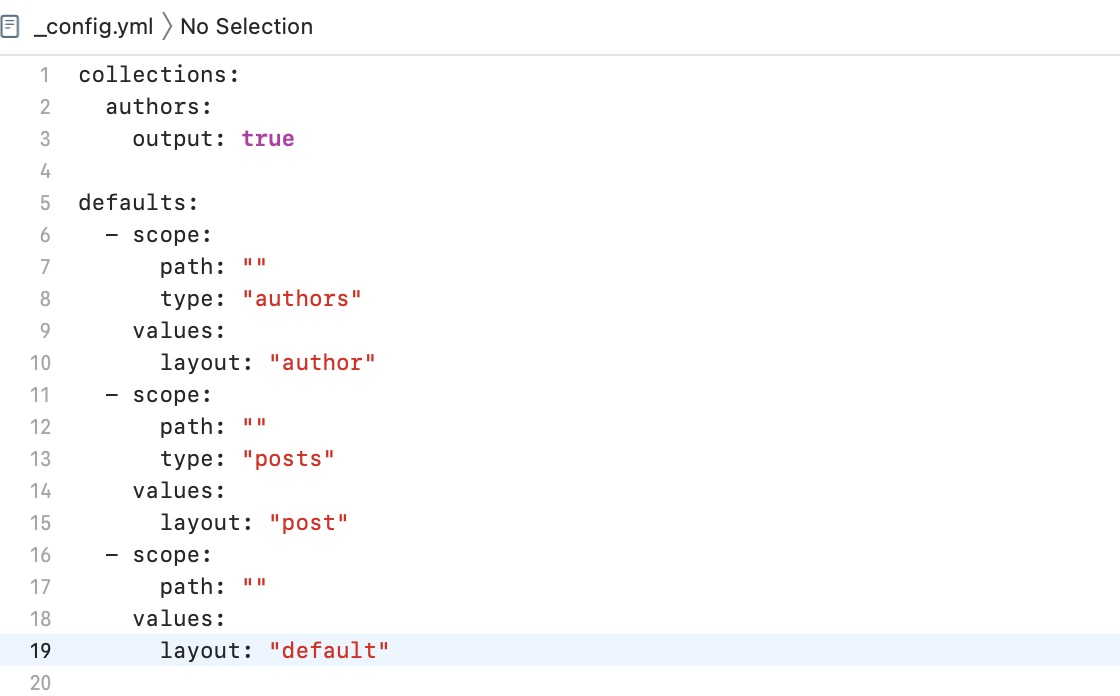 _config.yml 〉 No Selection
1 collections:
2   authors:
3     output: true
4
5 defaults:
6   - scope:
7       path: ""
8       type: "authors"
9     values:
10       layout: "author"
11   - scope:
12       path: ""
13       type: "posts"
14     values:
15       layout: "post"
16   - scope:
17       path: ""
18     values:
19       layout: "default"
20